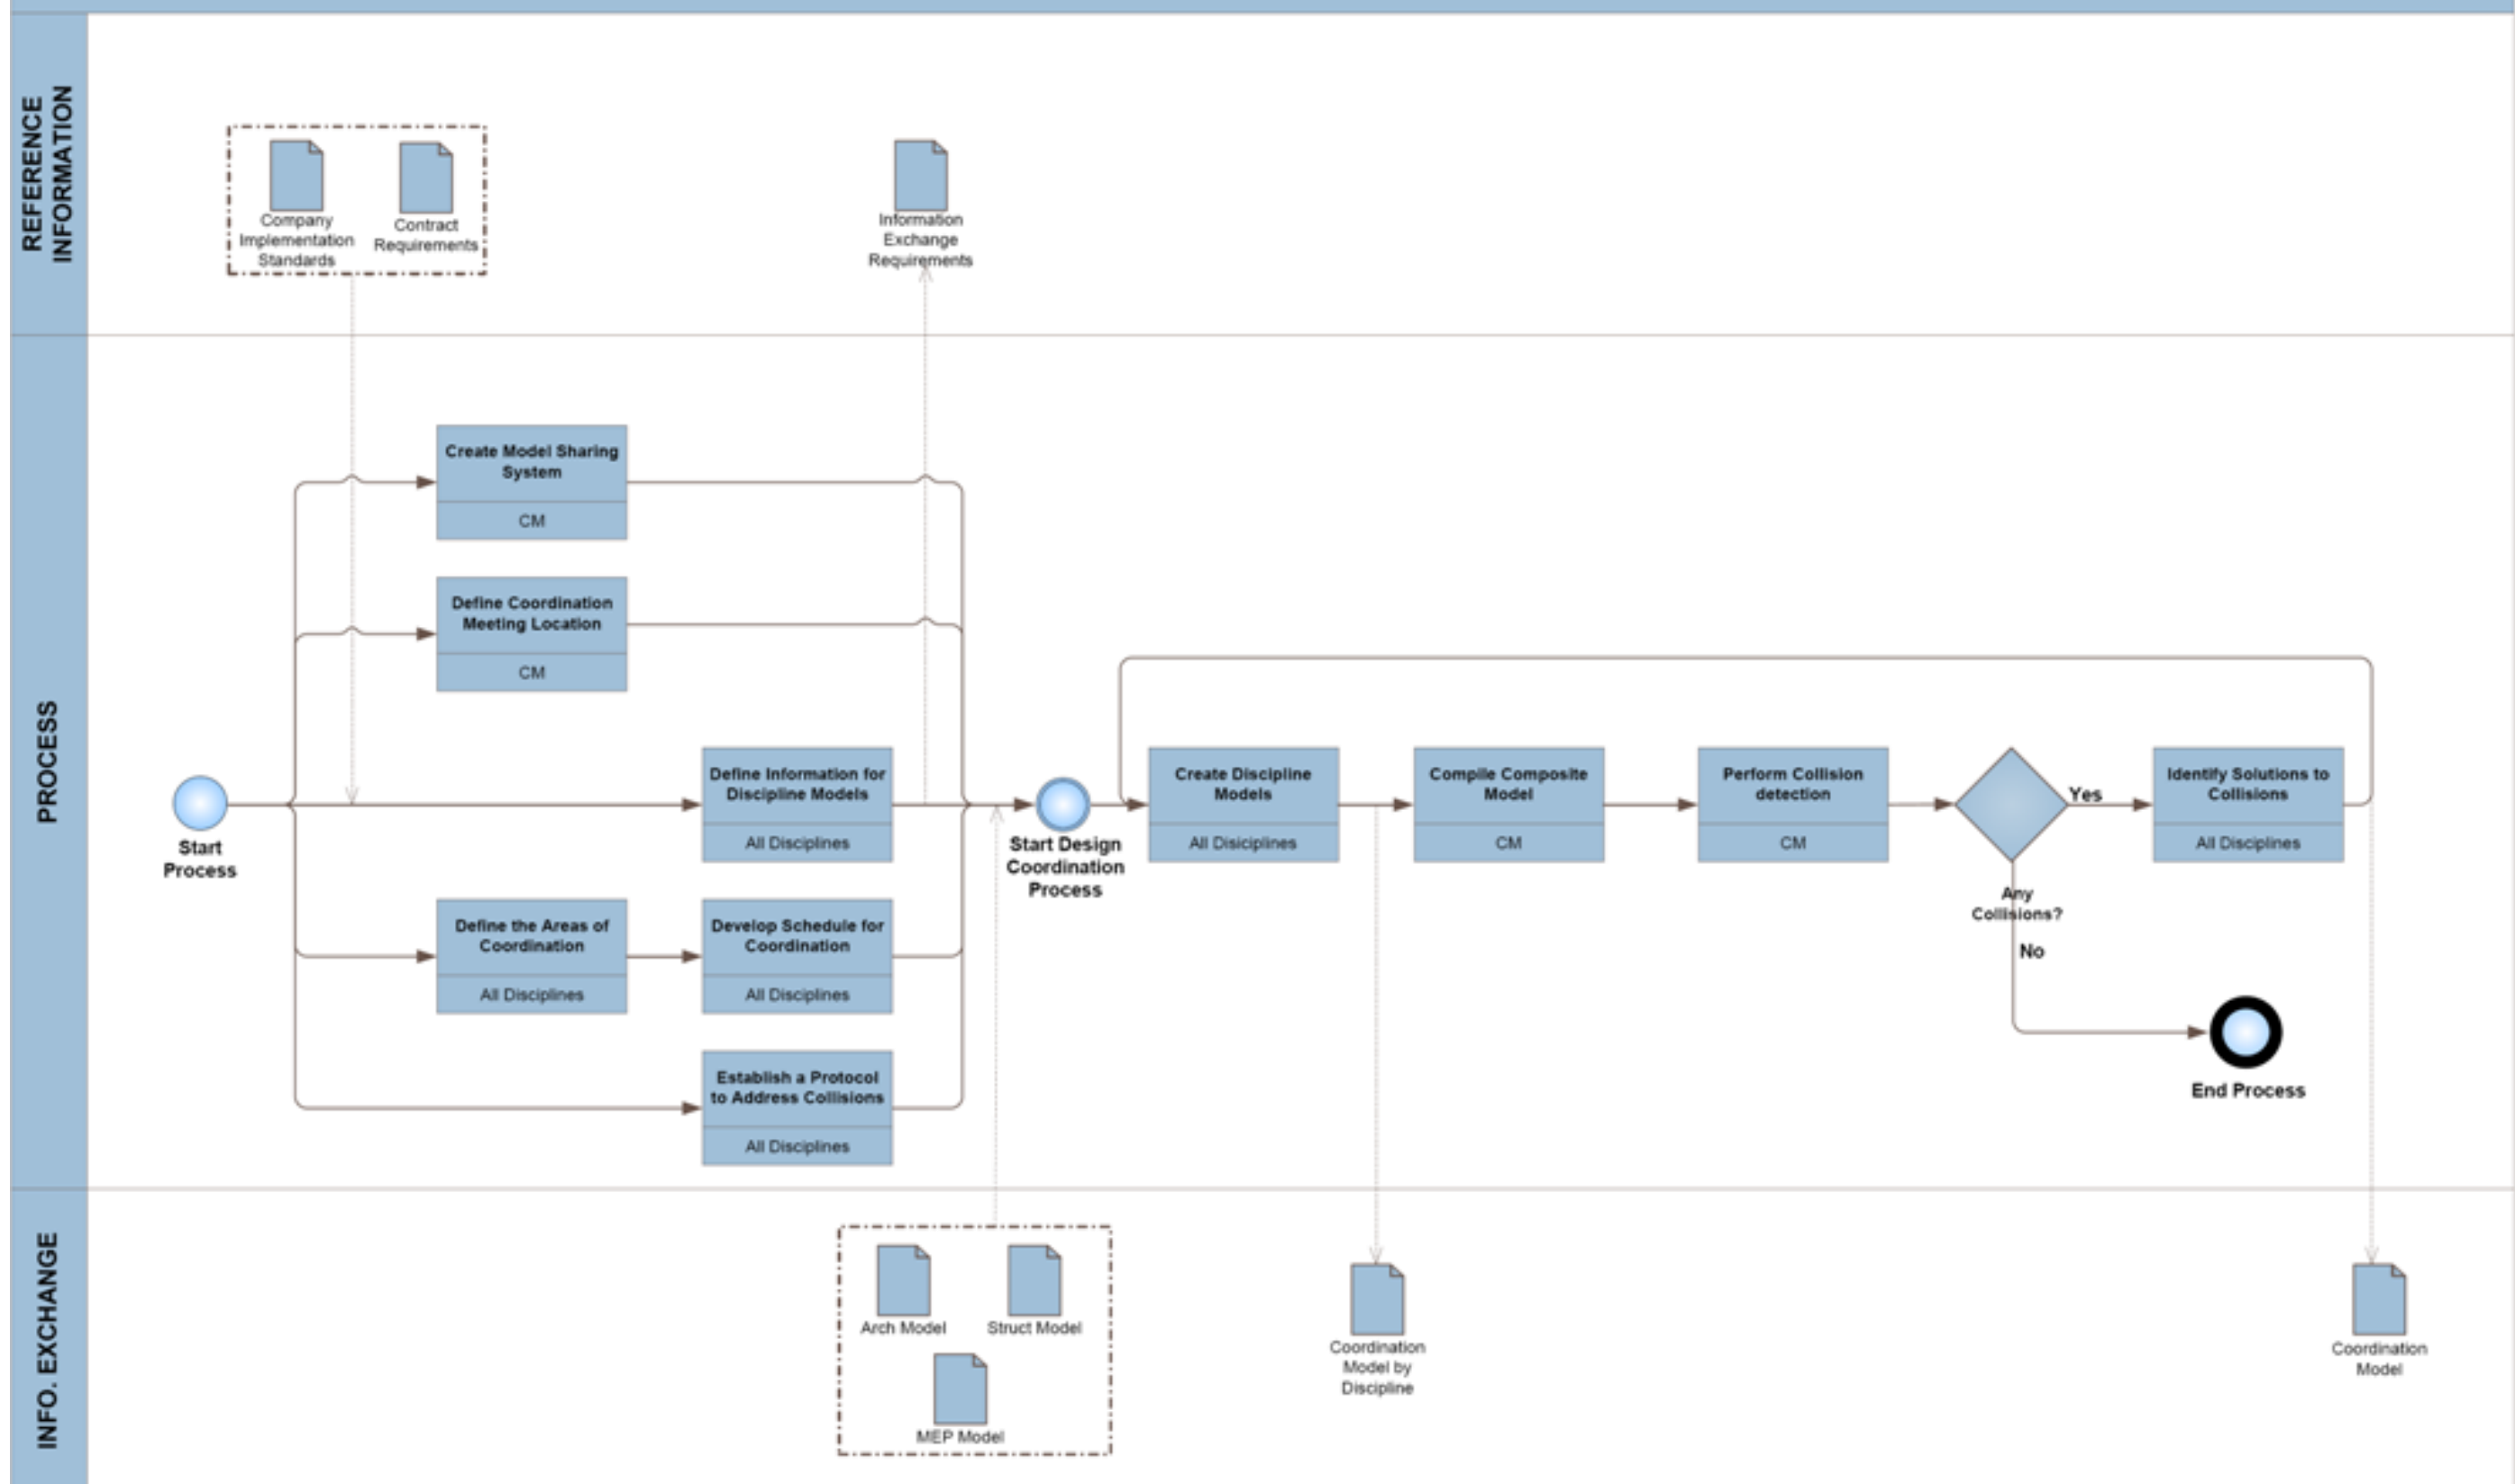 REFERENCE
INFORMATION
Company
Implementation
Standards
Contract
Requirements
Information
Exchange
Requirements
PROCESS
Start
Process
Create Model Sharing
System
CM
Define Coordination
Meeting Location
CM
Define Information for
Discipline Models
All Disciplines
Define the Areas of
Coordination
All Disciplines
Develop Schedule for
Coordination
All Disciplines
Establish a Protocol
to Address Collisions
All Disciplines
Start Design
Coordination
Process
Create Discipline
Models
All Disiciplines
Compile Composite
Model
CM
Perform Collision
detection
CM
Any
Collisions?
Yes
No
Identify Solutions to
Collisions
All Disciplines
End Process
INFO. EXCHANGE
Arch Model
Struct Model
MEP Model
Coordination
Model by
Discipline
Coordination
Model